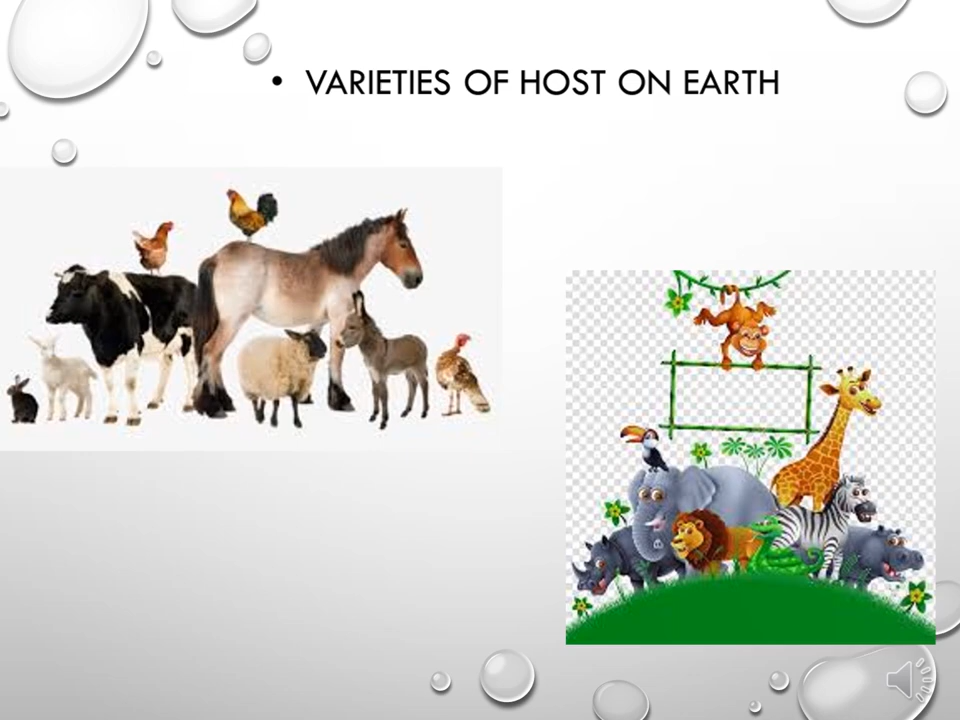 • VARIETIES OF HOST ON EARTH